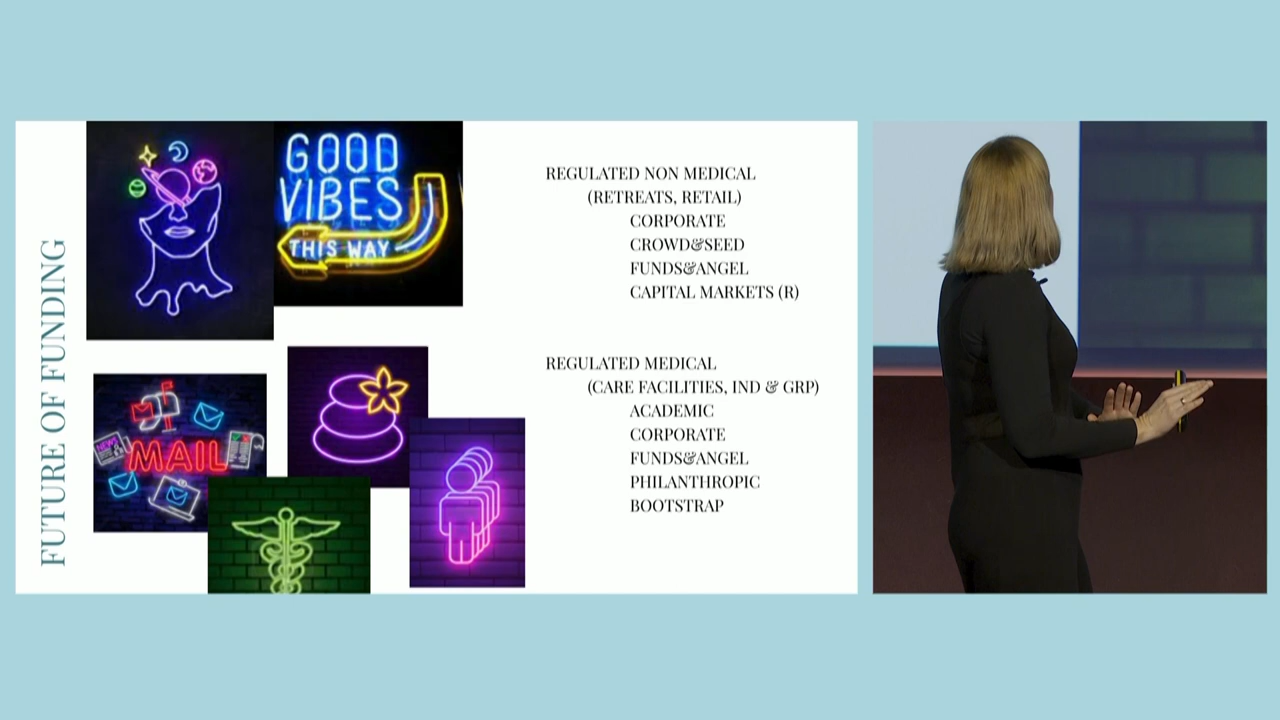 FUTURE OF FUNDING
GOOD
VIBES
THIS WAY
NEWS
MAIL
REGULATED NON MEDICAL
(RETREATS, RETAIL)
CORPORATE
CROWD&SEED
FUNDS&ANGEL
CAPITAL MARKETS (R)
REGULATED MEDICAL
(CARE FACILITIES, IND & GRP)
ACADEMIC
CORPORATE
FUNDS&ANGEL
PHILANTHROPIC
BOOTSTRAP